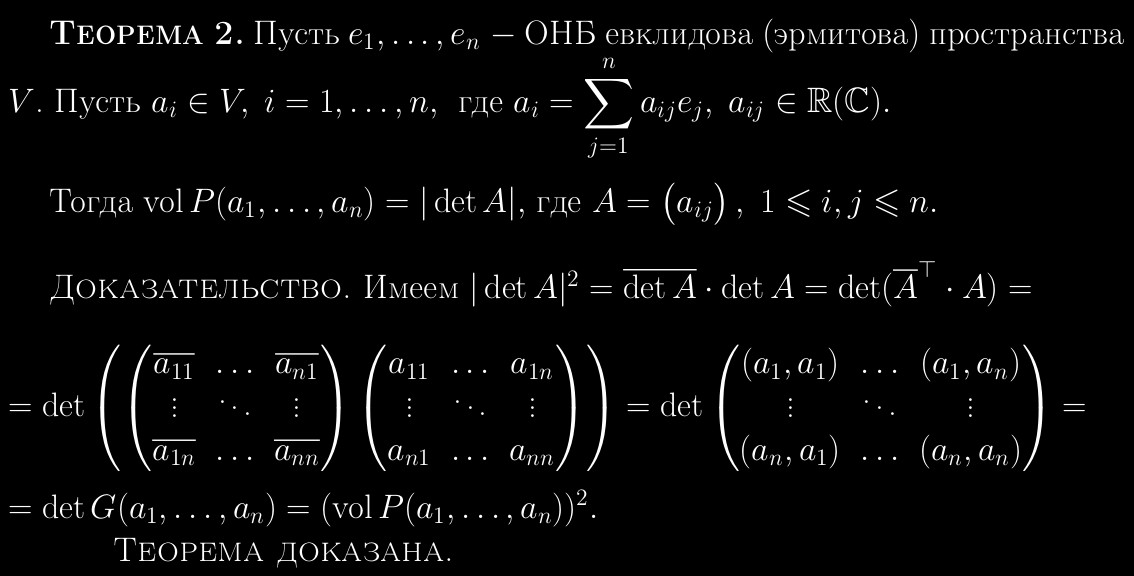 Теорема 2. Пусть $e_1, \ldots, e_n$ − ОНБ евклидова (эрмитова) пространства
$V$. Пусть $a_i \in V,\ i = 1, \ldots, n,$ где $a_i = \sum_{j=1}^{n} a_{ij} e_j,\ a_{ij} \in \mathbb{R}(\mathbb{C}).$
Тогда $\operatorname{vol} P(a_1, \ldots, a_n) = |\det A|$, где $A = (a_{ij}),\ 1 \leqslant i, j \leqslant n.$
Доказательство. Имеем $|\det A|^2 = \overline{\det A} \cdot \det A = \det(\overline{A}^\top \cdot A) =$
$= \det \left( \begin{pmatrix} \overline{a_{11}} & \ldots & \overline{a_{n1}} \\ \vdots & \ddots & \vdots \\ \overline{a_{1n}} & \ldots & \overline{a_{nn}} \end{pmatrix} \begin{pmatrix} a_{11} & \ldots & a_{1n} \\ \vdots & \ddots & \vdots \\ a_{n1} & \ldots & a_{nn} \end{pmatrix} \right) = \det \begin{pmatrix} (a_1, a_1) & \ldots & (a_1, a_n) \\ \vdots & \ddots & \vdots \\ (a_n, a_1) & \ldots & (a_n, a_n) \end{pmatrix} =$
$= \det G(a_1, \ldots, a_n) = (\operatorname{vol} P(a_1, \ldots, a_n))^2.$
Теорема доказана.